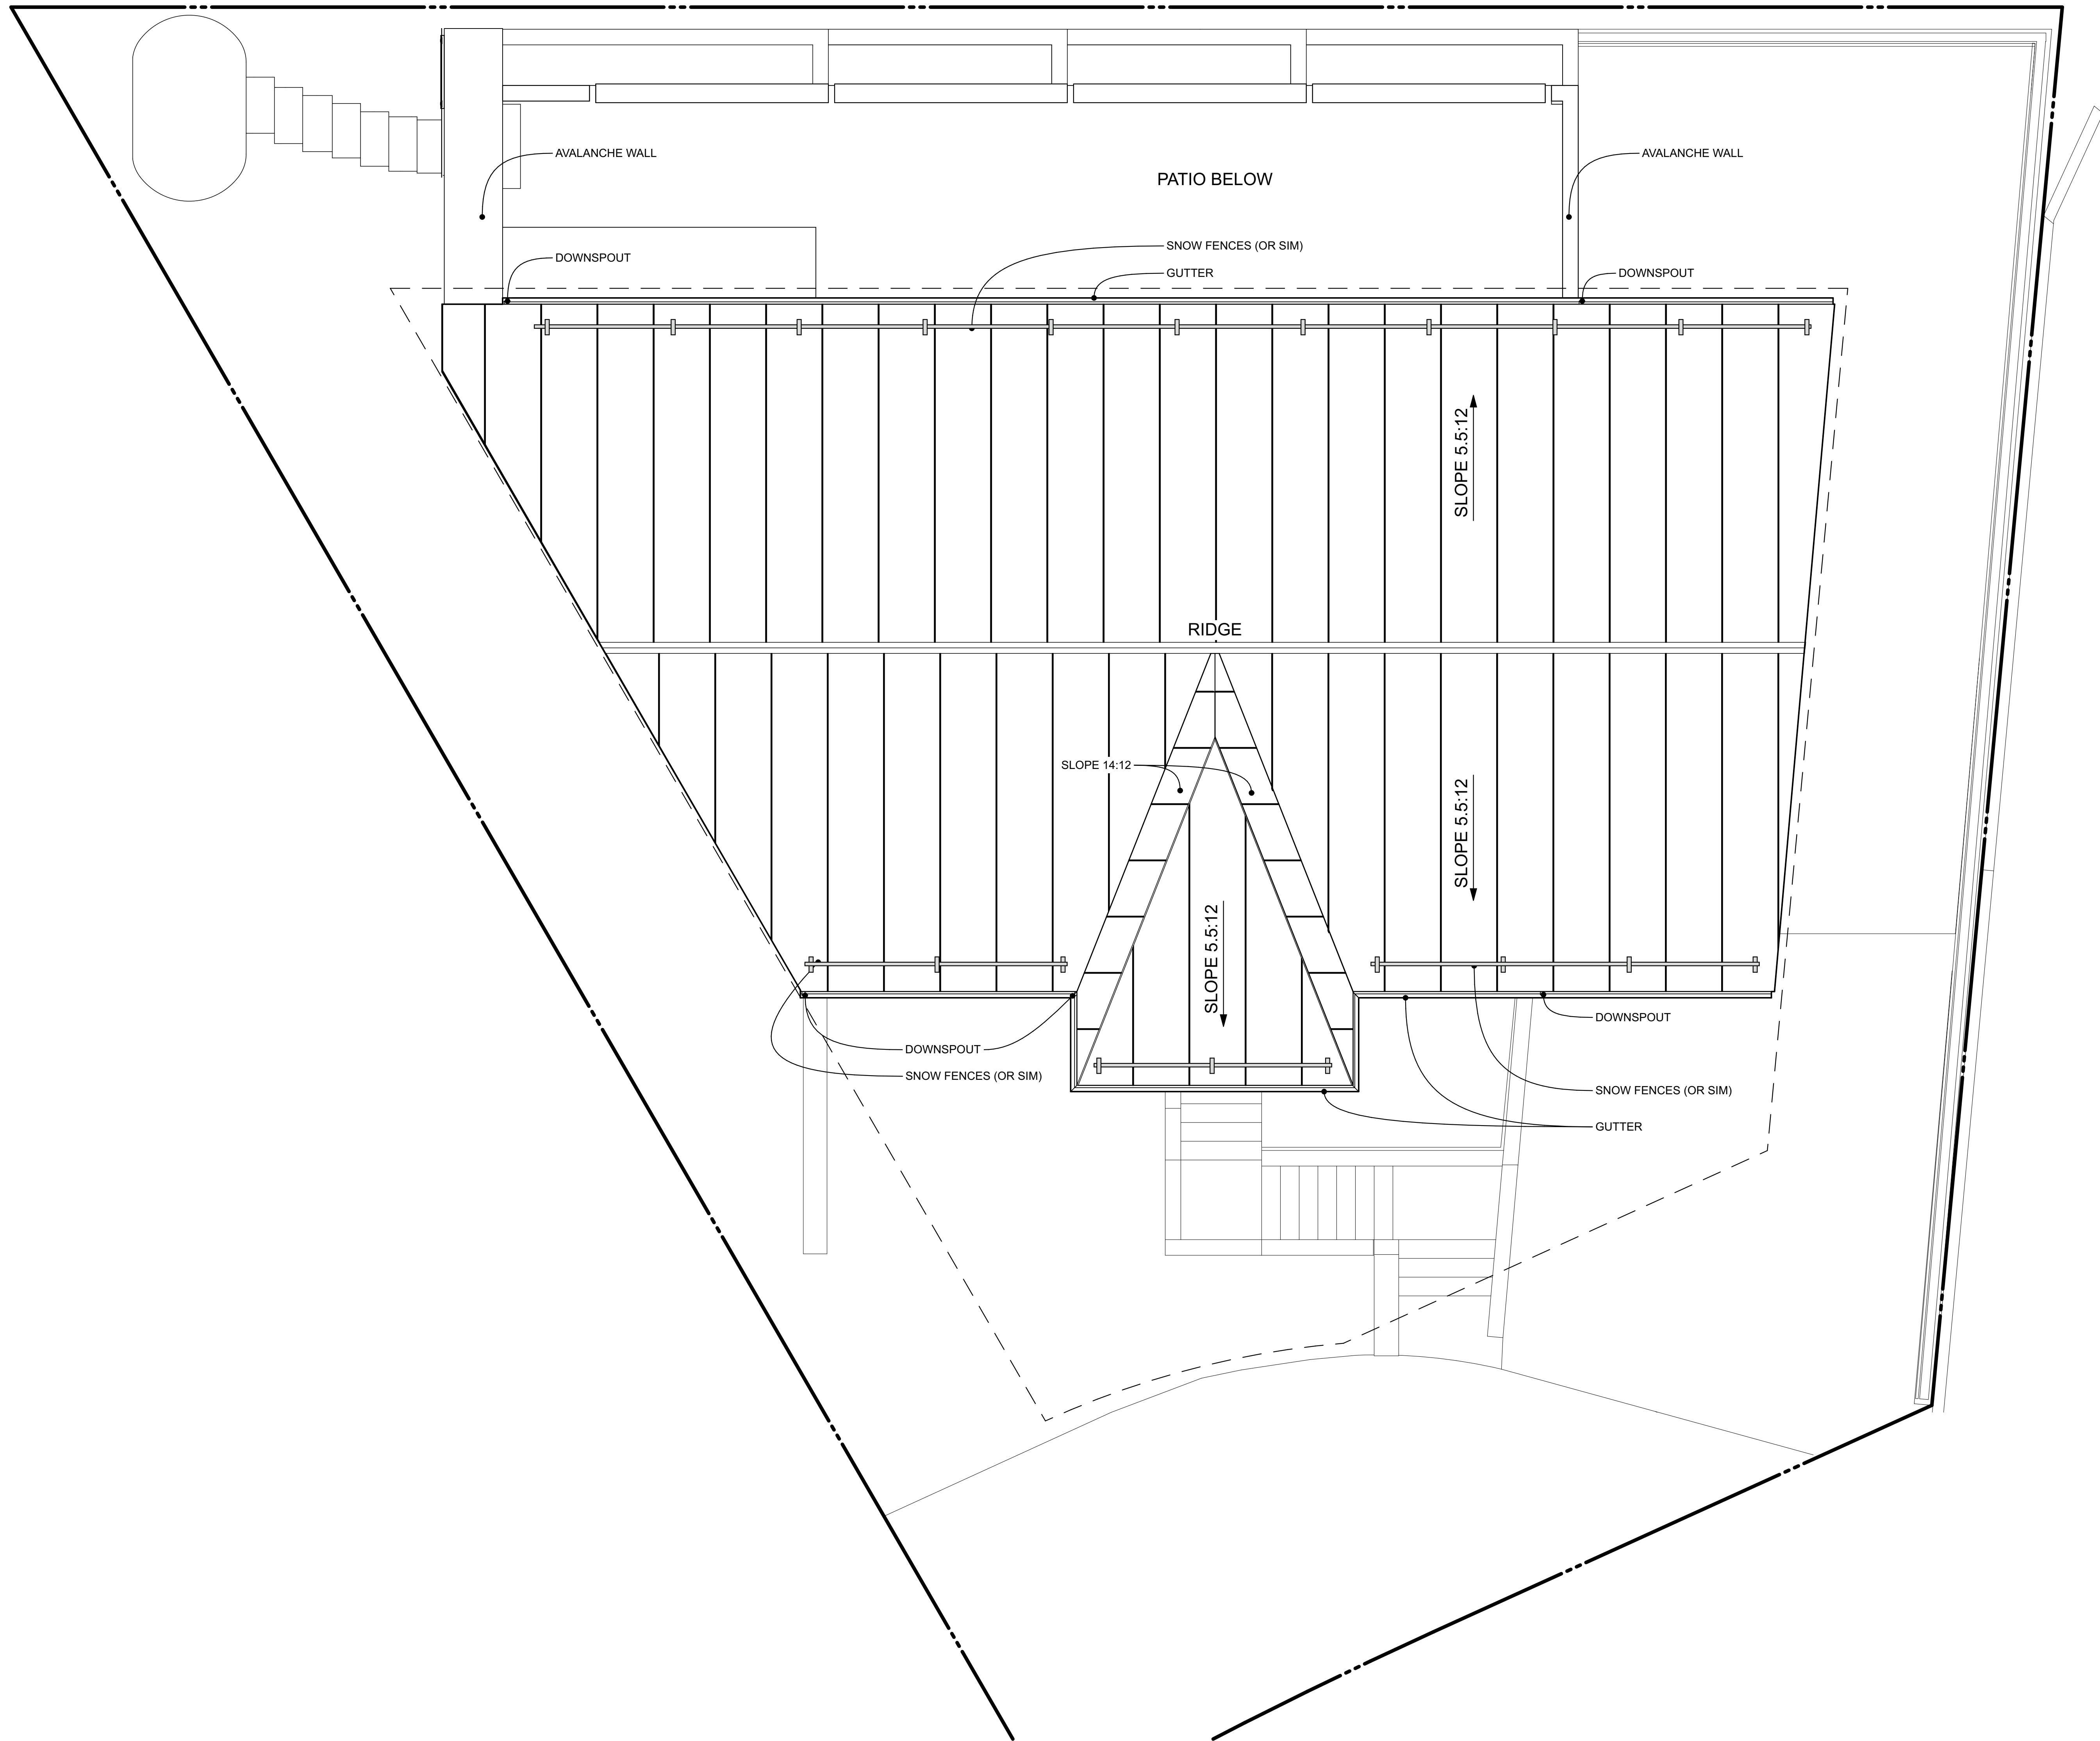 AVALANCHE WALL
AVALANCHE WALL
PATIO BELOW
SNOW FENCES (OR SIM)
DOWNSPOUT
GUTTER
DOWNSPOUT
SLOPE 5.5:12
RIDGE
SLOPE 14:12
SLOPE 5.5:12
SLOPE 5.5:12
DOWNSPOUT
DOWNSPOUT
SNOW FENCES (OR SIM)
SNOW FENCES (OR SIM)
GUTTER